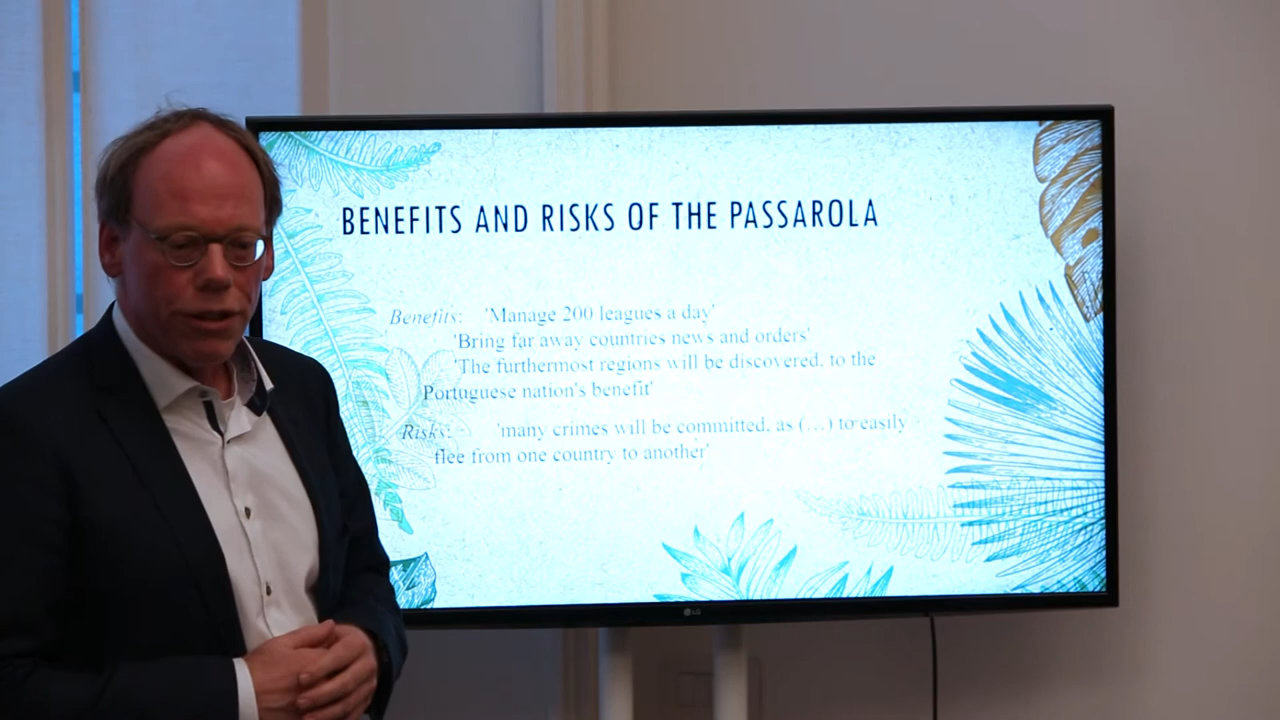 BENEFITS AND RISKS OF THE PASSAROLA
Benefits: 'Manage 200 leagues a day'
'Bring far away countries news and orders'
'The furthermost regions will be discovered, to the
Portuguese nation's benefit'
Risks: 'many crimes will be committed, as (…) to easily
flee from one country to another'
LG